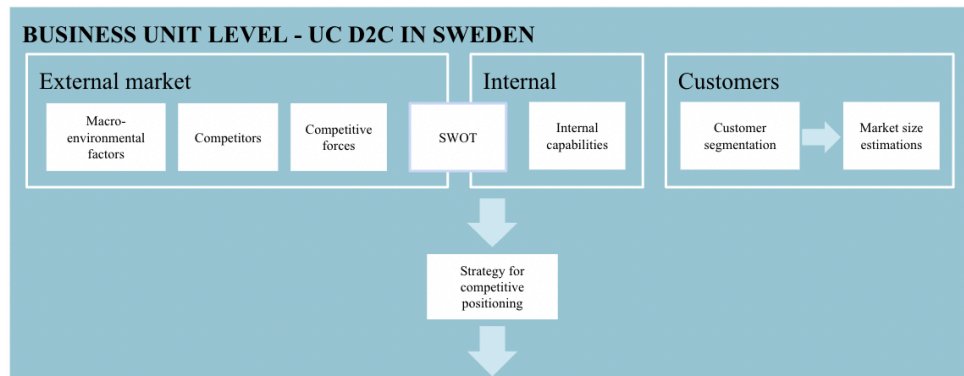 BUSINESS UNIT LEVEL - UC D2C IN SWEDEN
External market
Internal
Customers
Macro-
environmental
factors
Competitors
Competitive
forces
SWOT
Internal
capabilities
Customer
segmentation
Market size
estimations
Strategy for
competitive
positioning